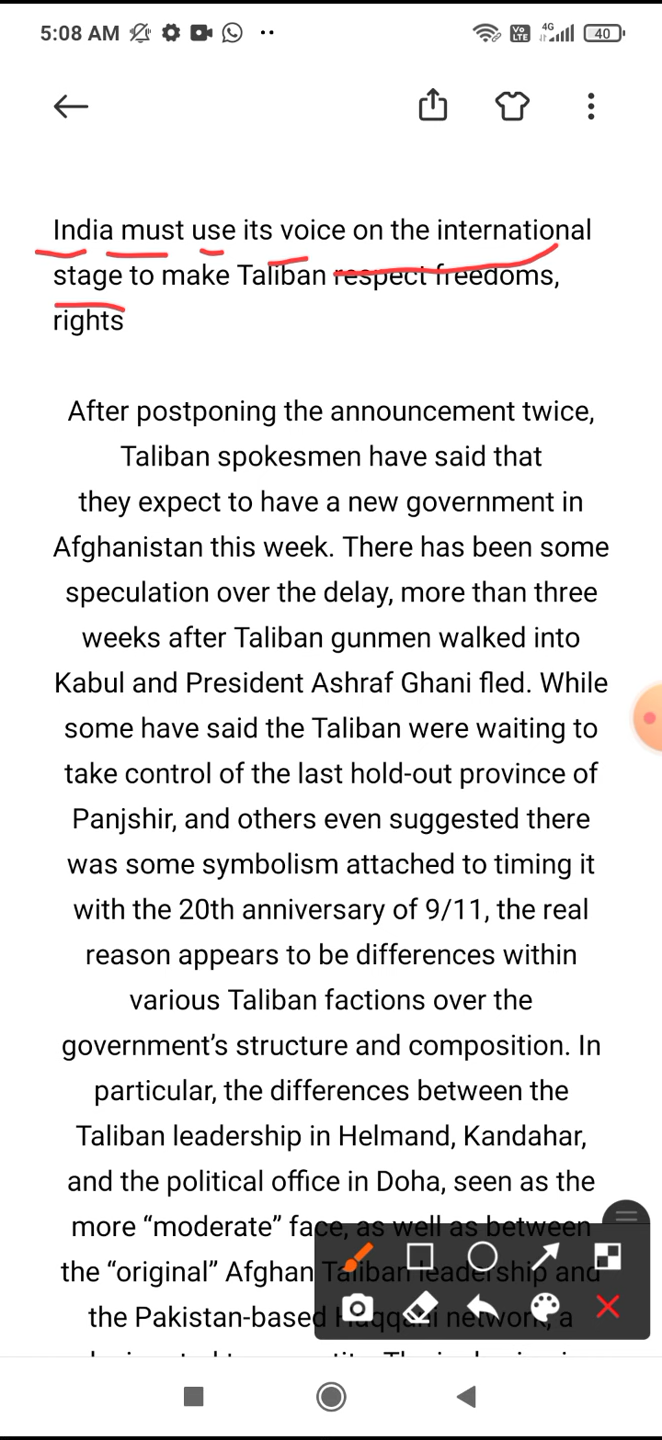 5:08 AM
4G
VO
LTE
40
India must use its voice on the international
stage to make Taliban respect freedoms,
rights
After postponing the announcement twice,
Taliban spokesmen have said that
they expect to have a new government in
Afghanistan this week. There has been some
speculation over the delay, more than three
weeks after Taliban gunmen walked into
Kabul and President Ashraf Ghani fled. While
some have said the Taliban were waiting to
take control of the last hold-out province of
Panjshir, and others even suggested there
was some symbolism attached to timing it
with the 20th anniversary of 9/11, the real
reason appears to be differences within
various Taliban factions over the
government’s structure and composition. In
particular, the differences between the
Taliban leadership in Helmand, Kandahar,
and the political office in Doha, seen as the
more “moderate” face, as well as between
the “original” Afghan Taliban leadership and
the Pakistan-based Haqqani network, a